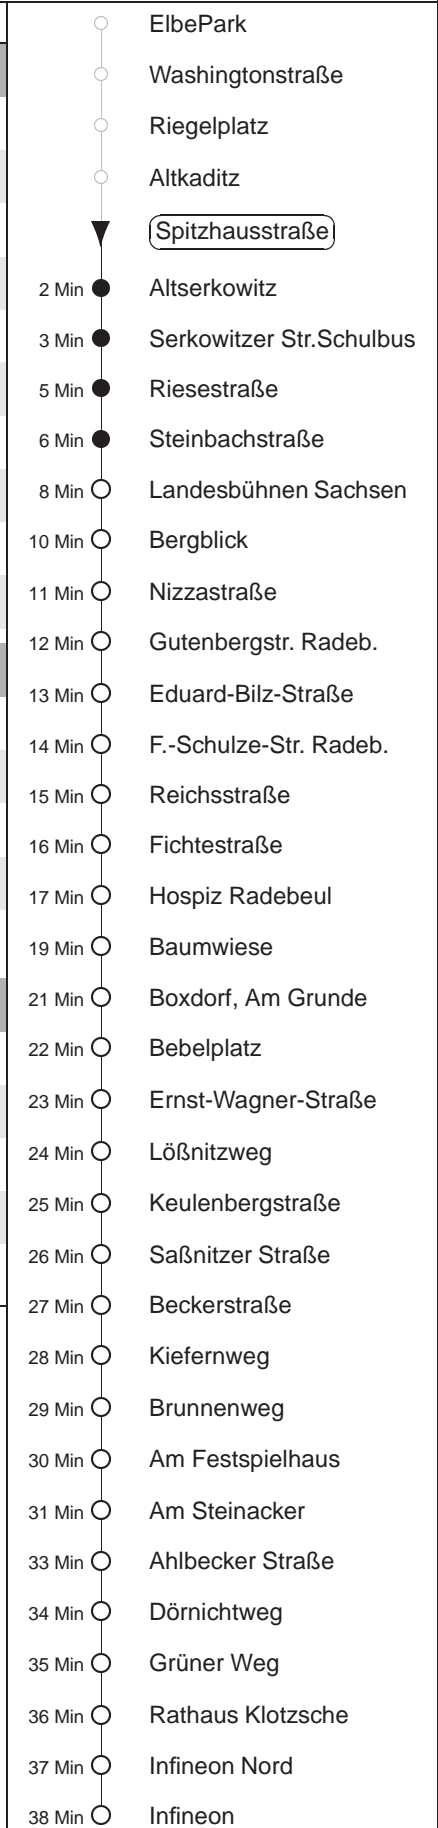 ElbePark
Washingtonstraße
Riegelplatz
Altkaditz
Spitzhausstraße
2 Min Altserkowitz
3 Min Serkowitzer Str.Schulbus
5 Min Riesestraße
6 Min Steinbachstraße
8 Min Landesbühnen Sachsen
10 Min Bergblick
11 Min Nizzastraße
12 Min Gutenbergstr. Radeb.
13 Min Eduard-Bilz-Straße
14 Min F.-Schulze-Str. Radeb.
15 Min Reichsstraße
16 Min Fichtestraße
17 Min Hospiz Radebeul
19 Min Baumwiese
21 Min Boxdorf, Am Grunde
22 Min Bebelplatz
23 Min Ernst-Wagner-Straße
24 Min Lößnitzweg
25 Min Keulenbergstraße
26 Min Saßnitzer Straße
27 Min Beckerstraße
28 Min Kiefernweg
29 Min Brunnenweg
30 Min Am Festspielhaus
31 Min Am Steinacker
33 Min Ahlbecker Straße
34 Min Dörnichtweg
35 Min Grüner Weg
36 Min Rathaus Klotzsche
37 Min Infineon Nord
38 Min Infineon